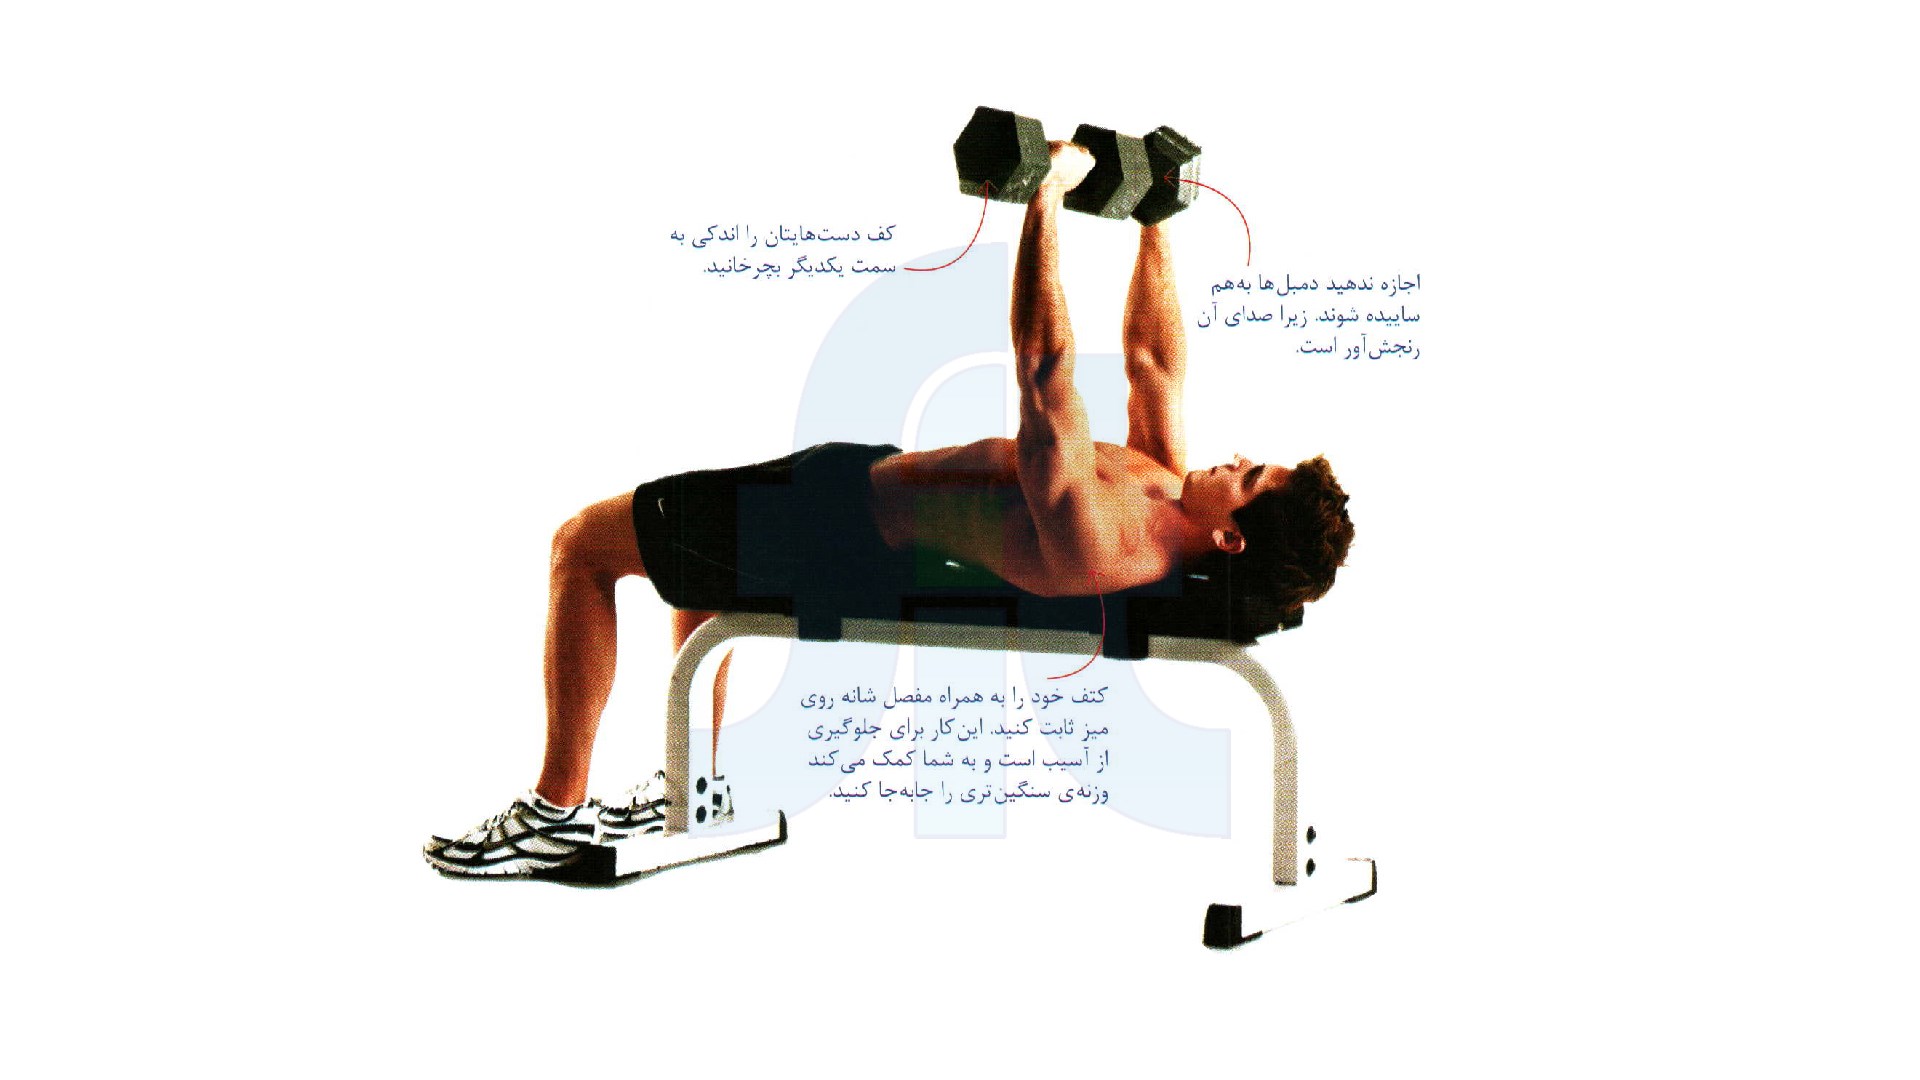 کف دست‌هایتان را اندکی به
سمت یکدیگر بچرخانید.
اجازه ندهید دمبل‌ها به‌هم
ساییده شوند. زیرا صدای آن
رنجش‌آور است.
کتف خود را به همراه مفصل شانه روی
میز ثابت کنید. این‌کار برای جلوگیری
از آسیب است و به شما کمک می‌کند
وزنه‌ی سنگین‌تری را جابه‌جا کنید.